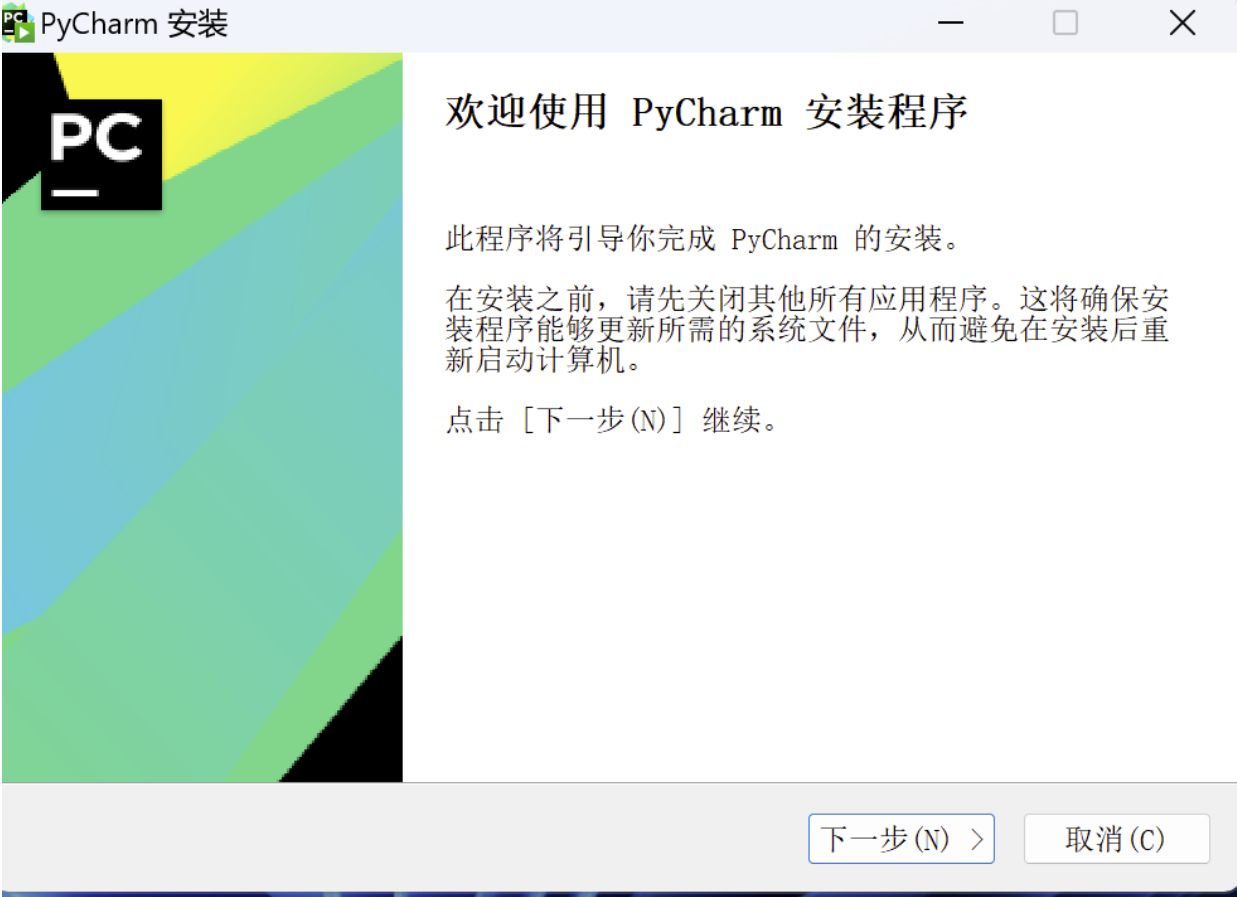 PyCharm 安装
PC
欢迎使用 PyCharm 安装程序
此程序将引导你完成 PyCharm 的安装。
在安装之前，请先关闭其他所有应用程序。这将确保安
装程序能够更新所需的系统文件，从而避免在安装后重
新启动计算机。
点击 [下一步(N)] 继续。
下一步(N) >
取消(C)